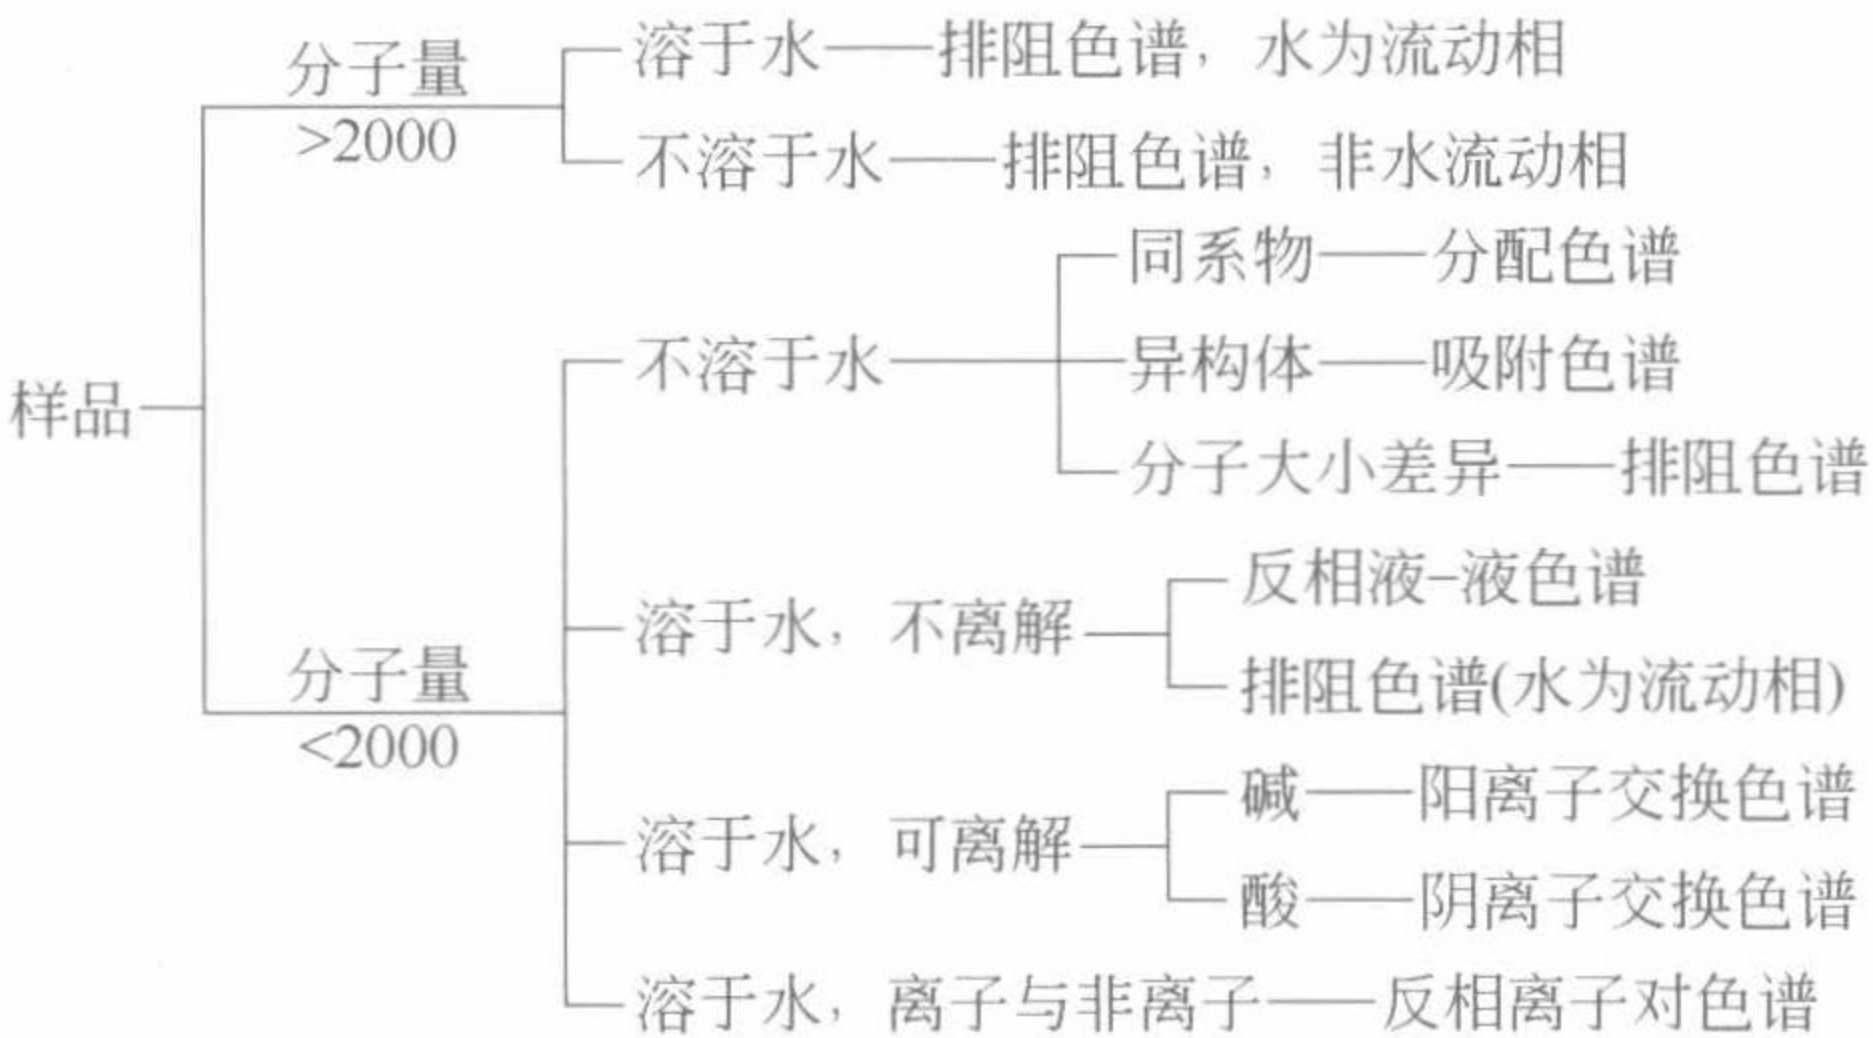 分子量
>2000
溶于水——排阻色谱，水为流动相
不溶于水——排阻色谱，非水流动相
样品
分子量
<2000
不溶于水
同系物——分配色谱
异构体——吸附色谱
分子大小差异——排阻色谱
溶于水，不离解
反相液-液色谱
排阻色谱(水为流动相)
溶于水，可离解
碱——阳离子交换色谱
酸——阴离子交换色谱
溶于水，离子与非离子——反相离子对色谱